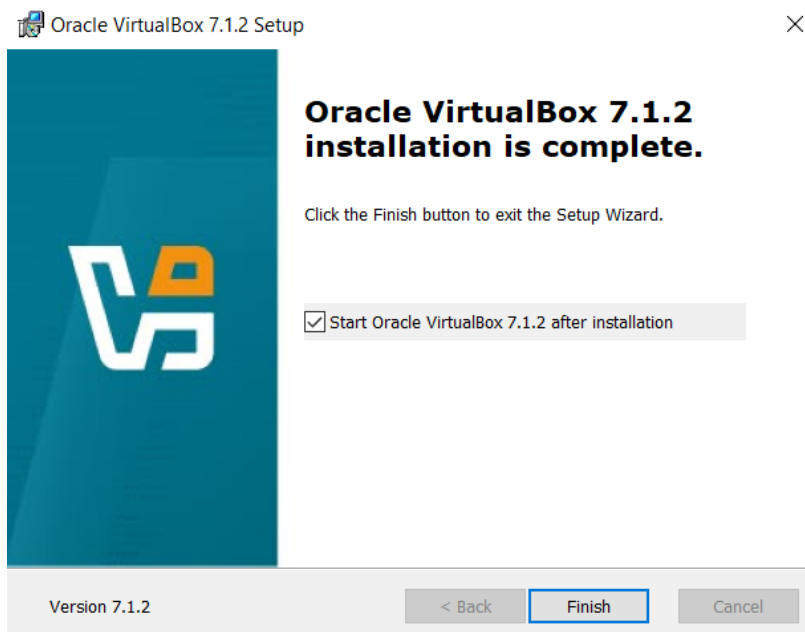 Oracle VirtualBox 7.1.2 Setup
Oracle VirtualBox 7.1.2
installation is complete.
Click the Finish button to exit the Setup Wizard.
Start Oracle VirtualBox 7.1.2 after installation
Version 7.1.2
< Back
Finish
Cancel